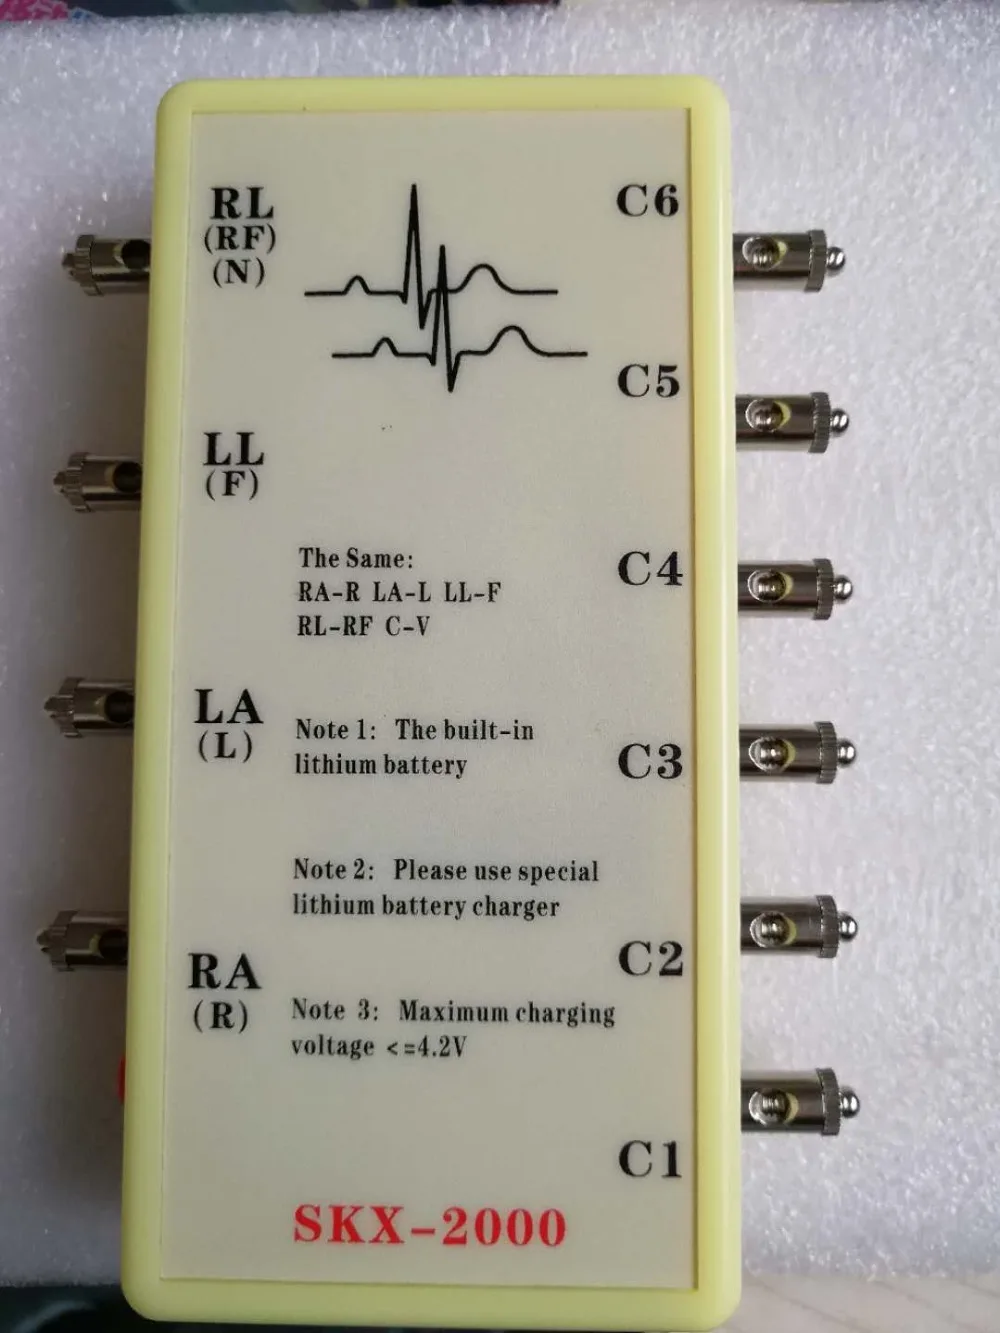 RL
(RF)
(N)
C6
C5
LL
(F)
The Same:
RA-R LA-L LL-F
RL-RF C-V
C4
LA
(L)
Note 1: The built-in
lithium battery
C3
Note 2: Please use special
lithium battery charger
RA
(R)
C2
Note 3: Maximum charging
voltage <=4.2V
C1
SKX-2000